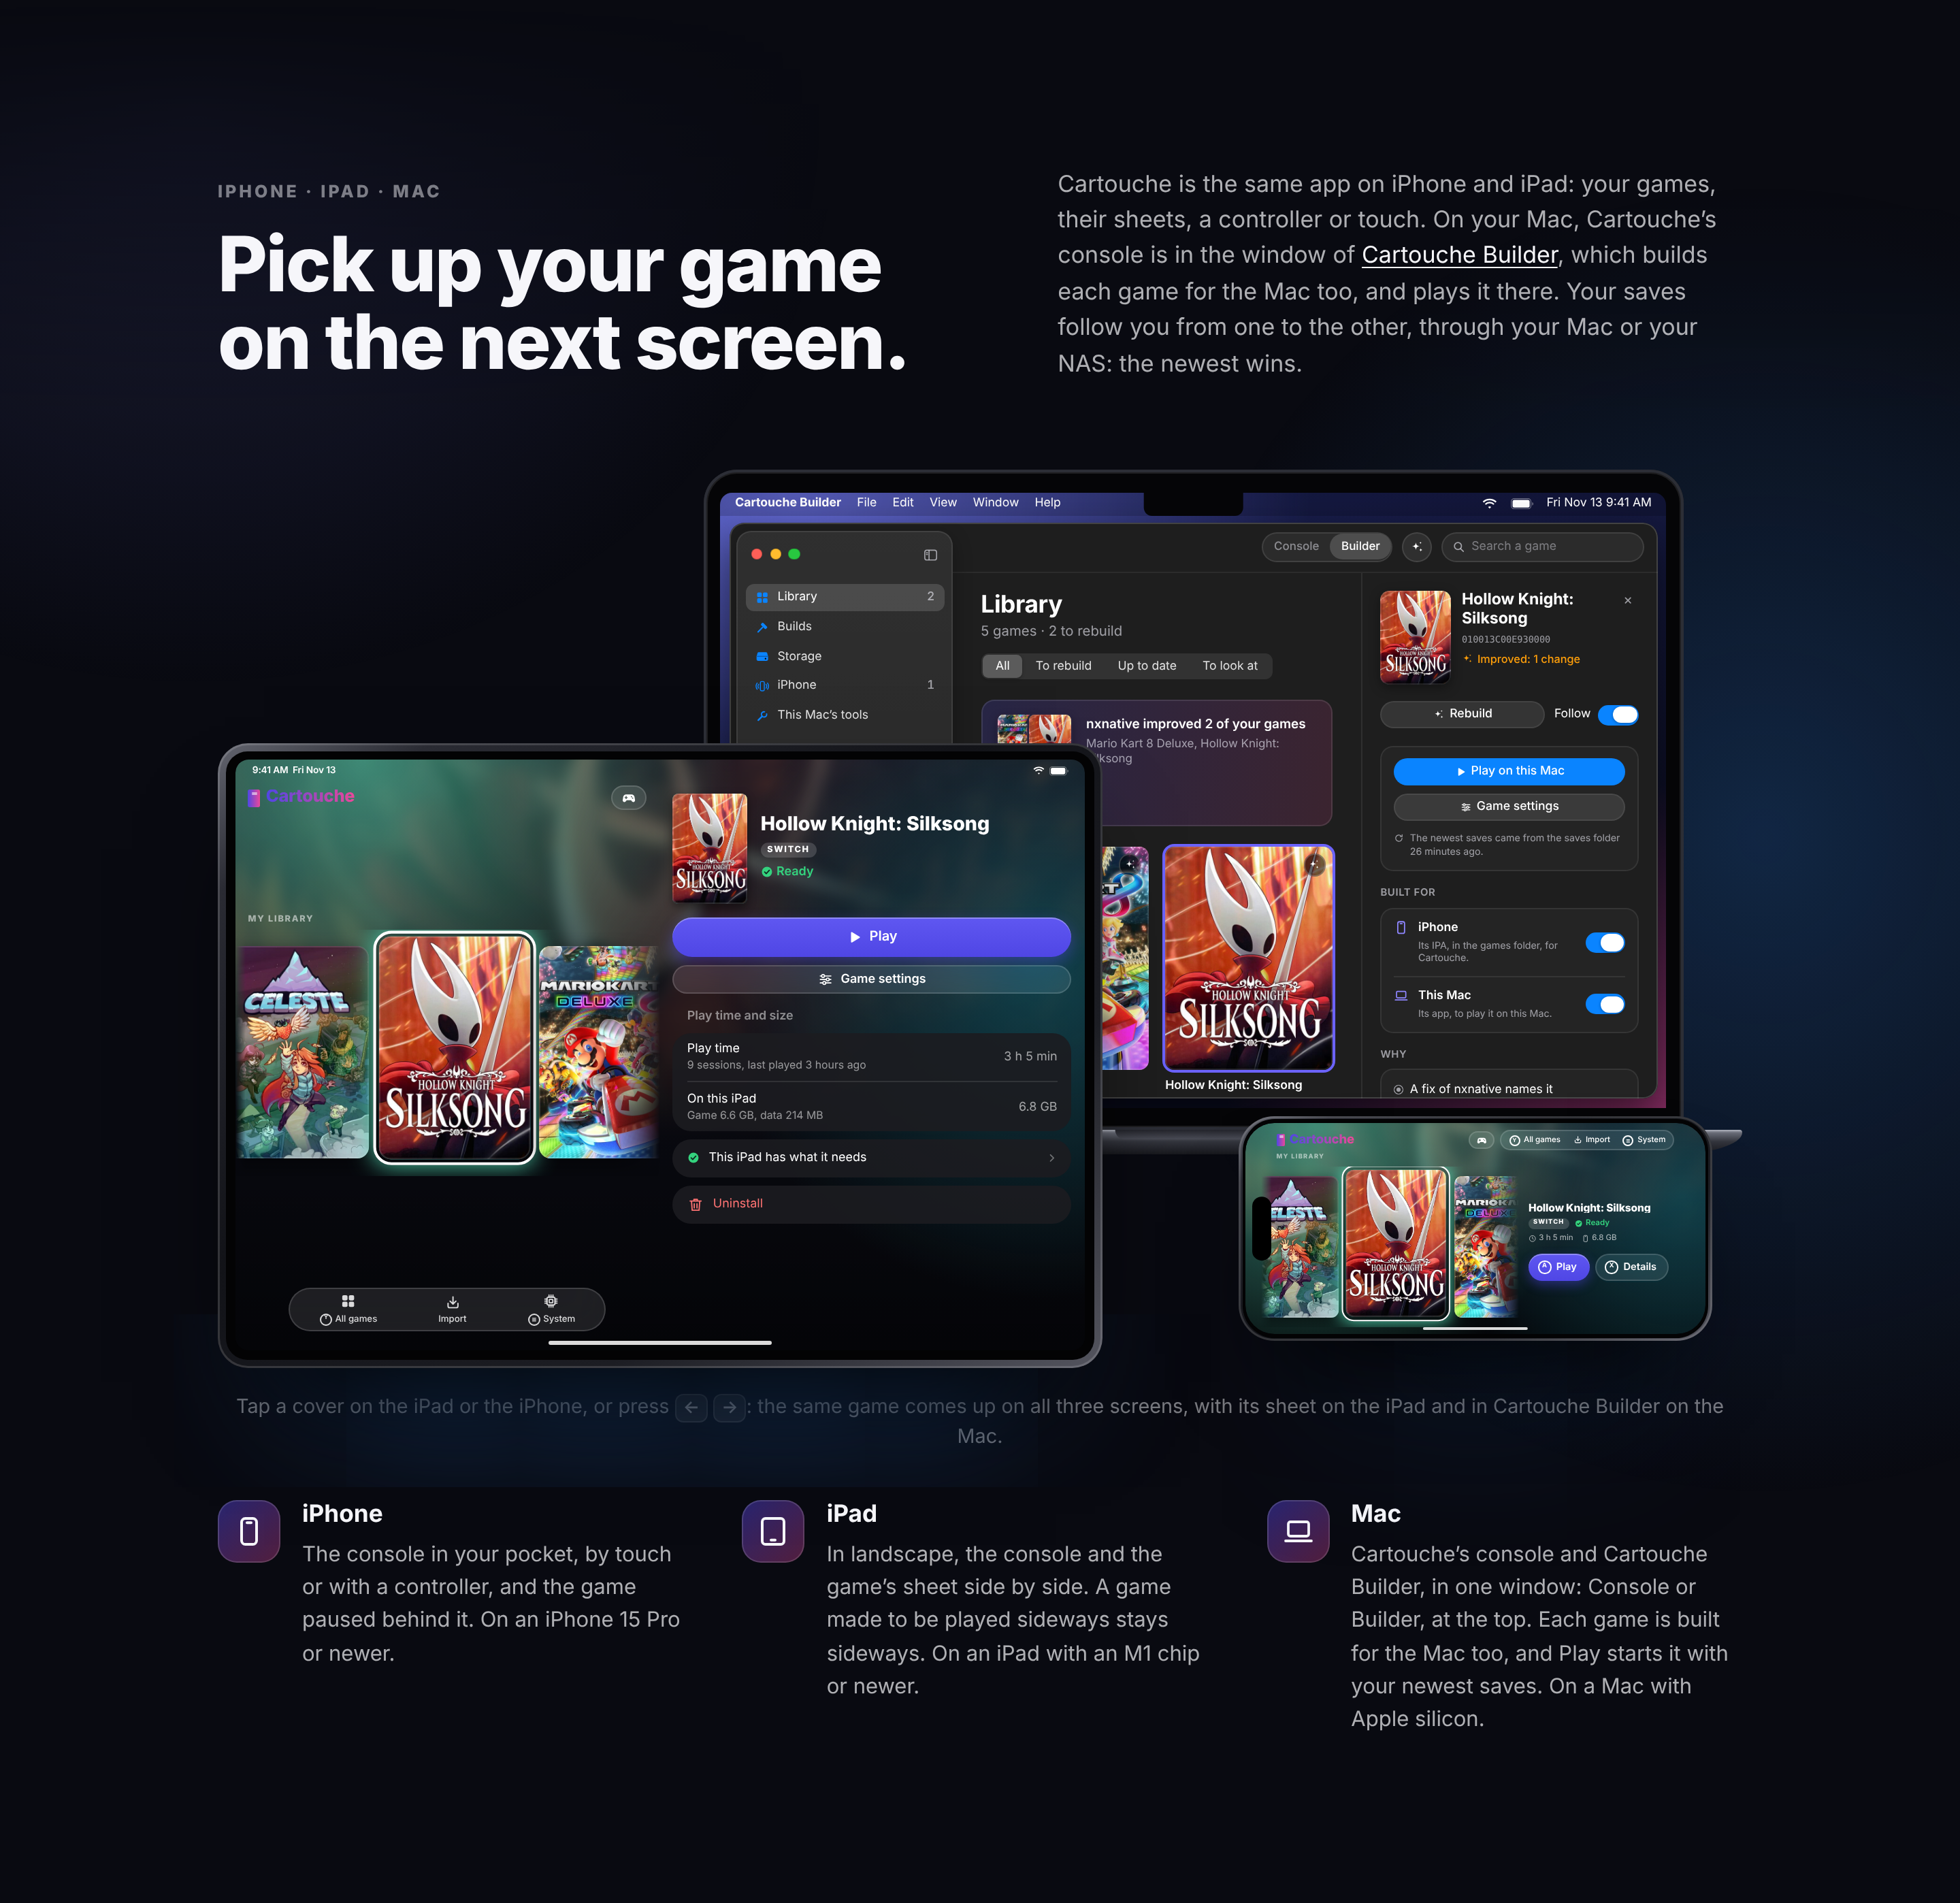 IPHONE · IPAD · MAC
Pick up your game
on the next screen.
Cartouche is the same app on iPhone and iPad: your games,
their sheets, a controller or touch. On your Mac, Cartouche’s
console is in the window of Cartouche Builder, which builds
each game for the Mac too, and plays it there. Your saves
follow you from one to the other, through your Mac or your
NAS: the newest wins.
Cartouche Builder File Edit View Window Help
Fri Nov 13 9:41 AM
Console Builder
Search a game
Library 2
Builds
Storage
iPhone 1
This Mac’s tools
Library
5 games · 2 to rebuild
All To rebuild Up to date To look at
nxnative improved 2 of your games
Mario Kart 8 Deluxe, Hollow Knight:
HOLLOW KNIGHT
SILKSONG
Hollow Knight: Silksong
HOLLOW KNIGHT
SILKSONG
Hollow Knight:
Silksong
010013C00E930000
Improved: 1 change
Rebuild
Follow
Play on this Mac
Game settings
The newest saves came from the saves folder
26 minutes ago.
BUILT FOR
iPhone
Its IPA, in the games folder, for
Cartouche.
This Mac
Its app, to play it on this Mac.
WHY
A fix of nxnative names it
9:41 AM Fri Nov 13
Cartouche
MY LIBRARY
CELESTE
HOLLOW KNIGHT
SILKSONG
MARIOKART
DELUXE
All games
Import
System
HOLLOW KNIGHT
SILKSONG
Hollow Knight: Silksong
SWITCH
Ready
Play
Game settings
Play time and size
Play time
9 sessions, last played 3 hours ago
3 h 5 min
On this iPad
Game 6.6 GB, data 214 MB
6.8 GB
This iPad has what it needs
Uninstall
Cartouche
MY LIBRARY
Y All games
Import
System
HOLLOW KNIGHT
SILKSONG
DELUXE
Hollow Knight: Silksong
SWITCH
Ready
3 h 5 min 6.8 GB
A Play
X Details
Tap a cover on the iPad or the iPhone, or press ← →: the same game comes up on all three screens, with its sheet on the iPad and in Cartouche Builder on the
Mac.
iPhone
The console in your pocket, by touch
or with a controller, and the game
paused behind it. On an iPhone 15 Pro
or newer.
iPad
In landscape, the console and the
game’s sheet side by side. A game
made to be played sideways stays
sideways. On an iPad with an M1 chip
or newer.
Mac
Cartouche’s console and Cartouche
Builder, in one window: Console or
Builder, at the top. Each game is built
for the Mac too, and Play starts it with
your newest saves. On a Mac with
Apple silicon.